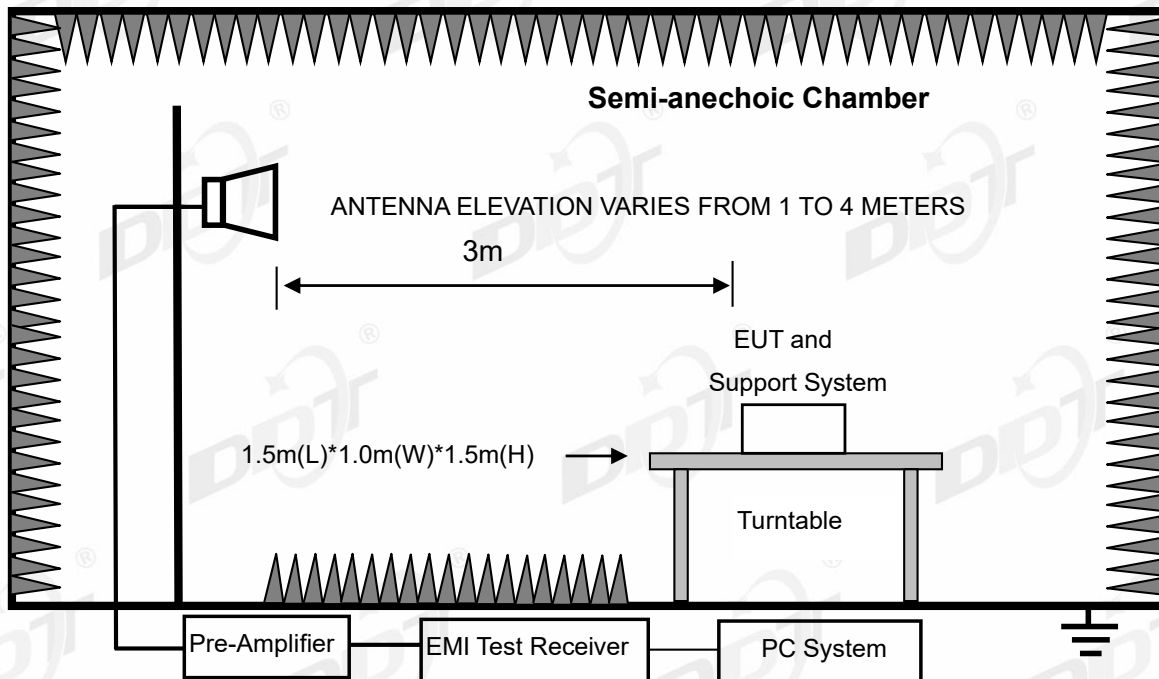 Semi-anechoic Chamber
ANTENNA ELEVATION VARIES FROM 1 TO 4 METERS
3m
EUT and
Support System
1.5m(L)*1.0m(W)*1.5m(H)
Turntable
Pre-Amplifier
EMI Test Receiver
PC System
DDT®